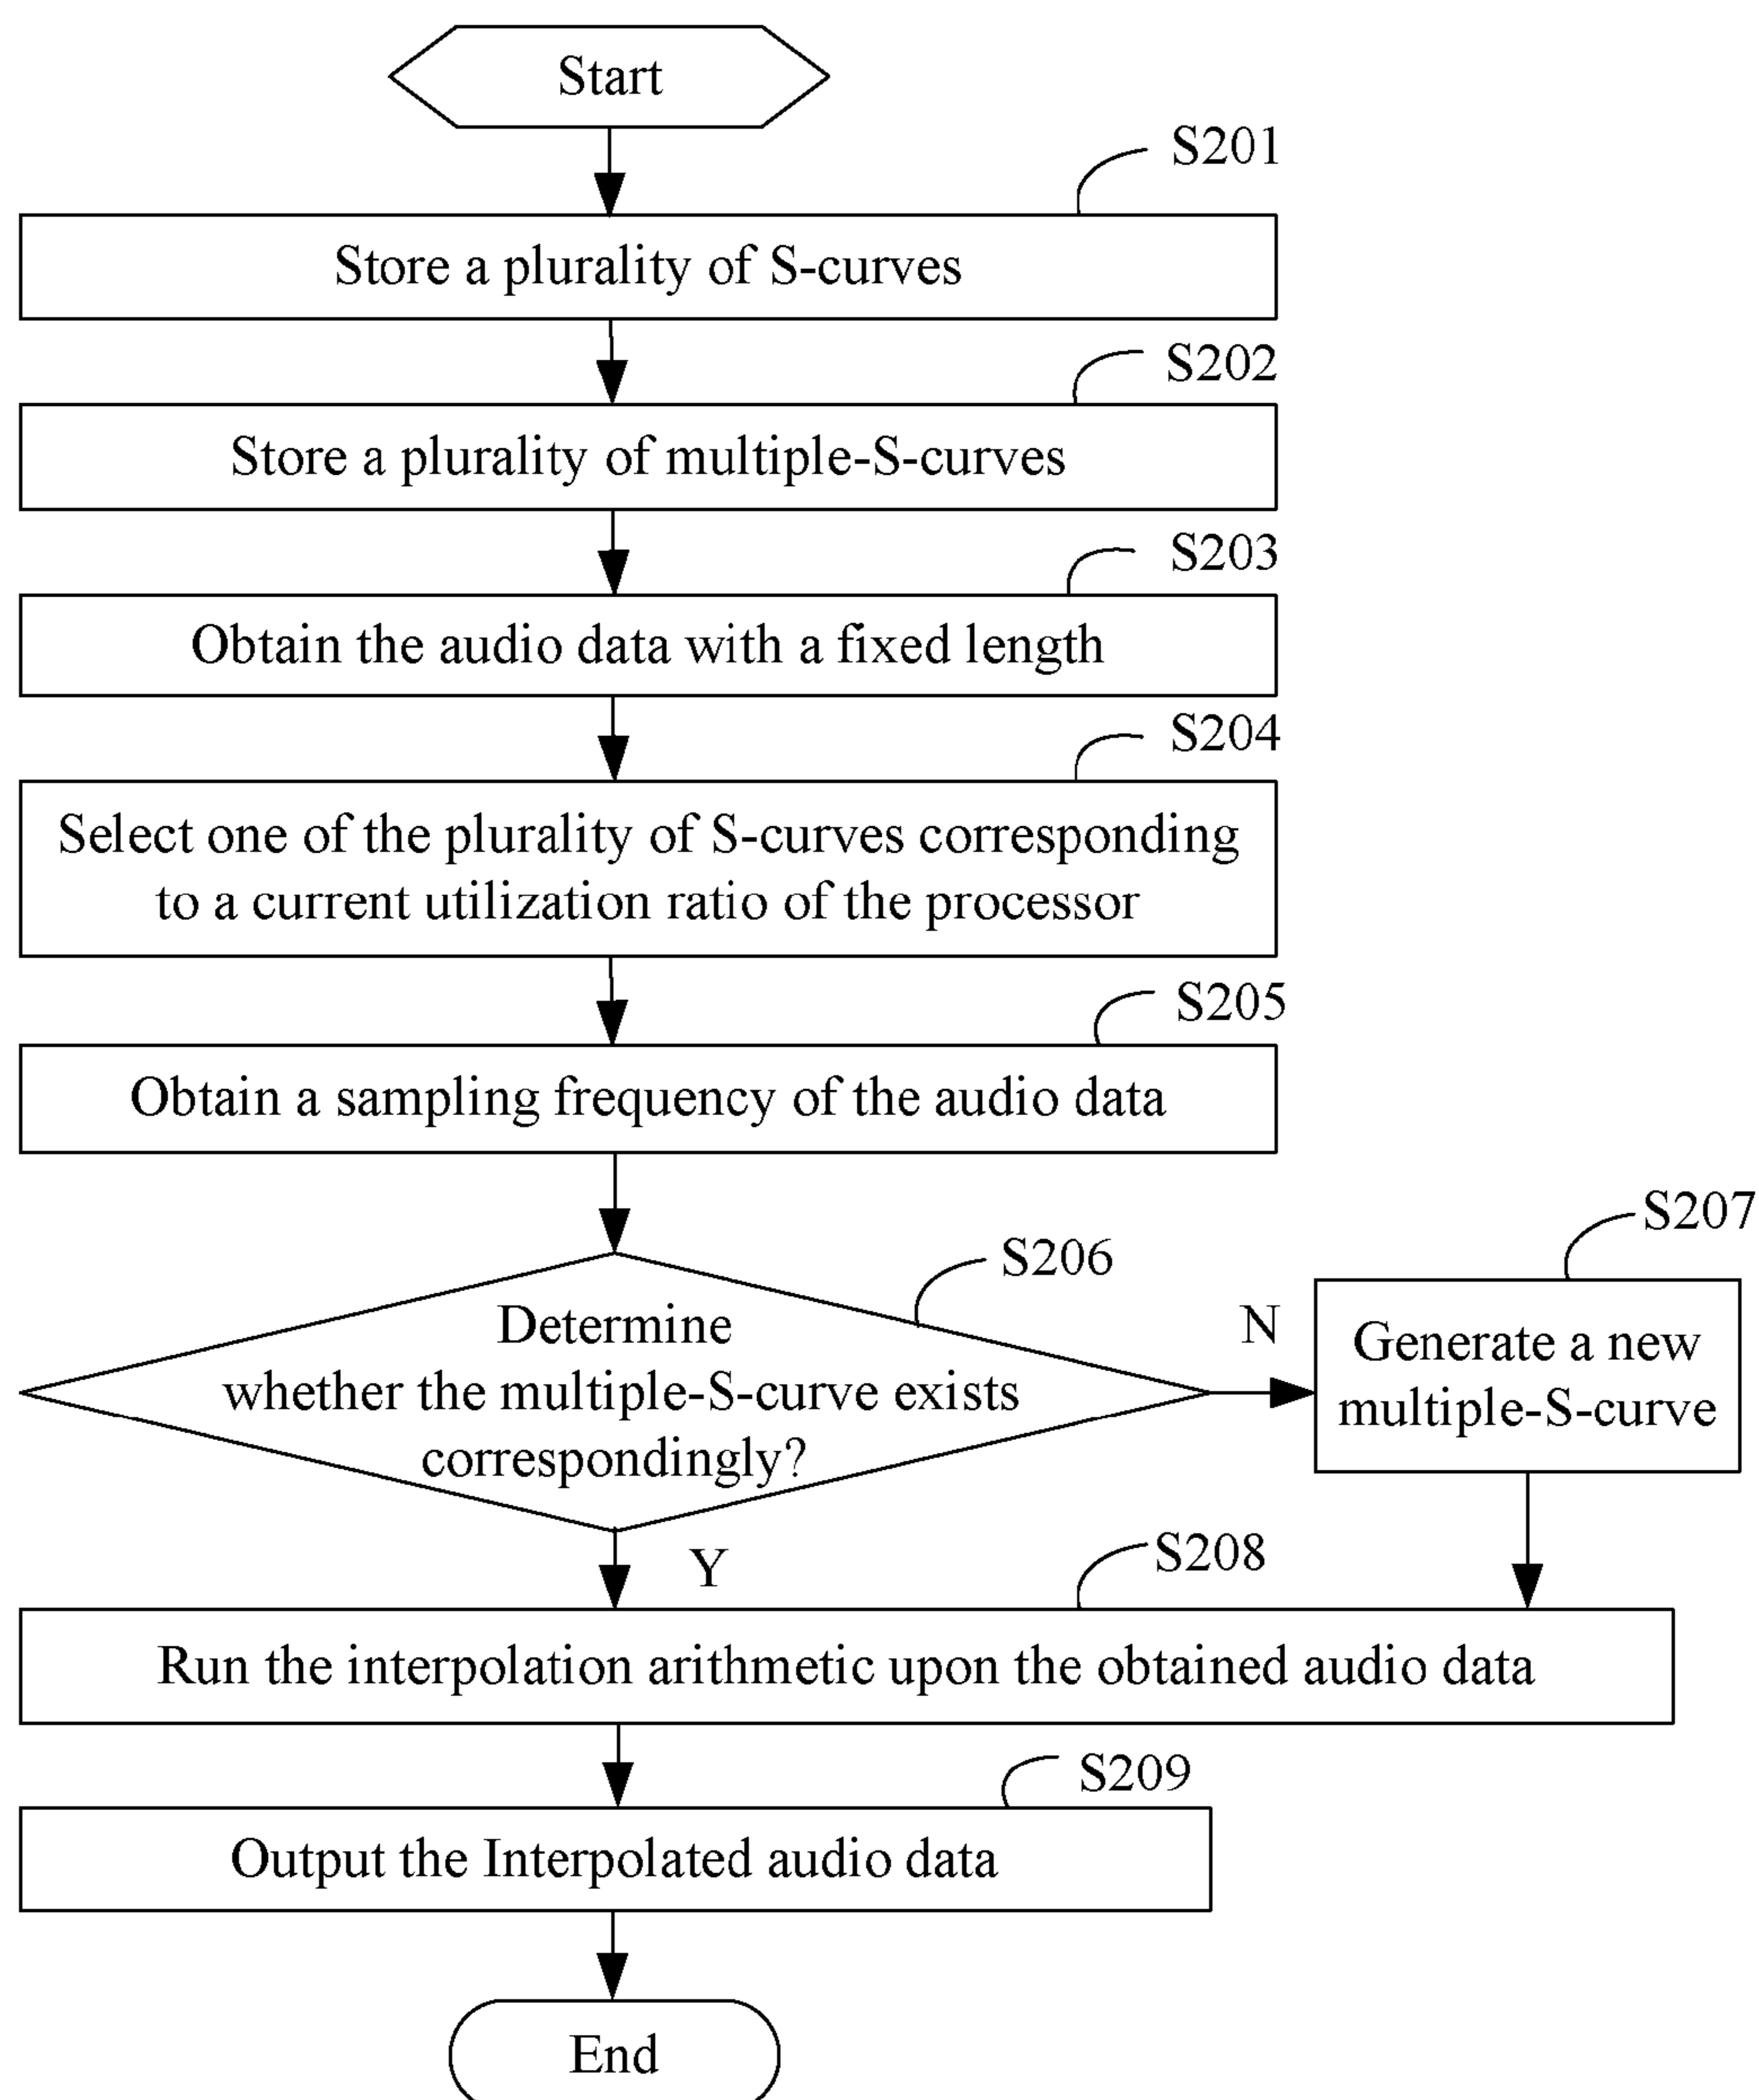 Start
S201
Store a plurality of S-curves
S202
Store a plurality of multiple-S-curves
S203
Obtain the audio data with a fixed length
S204
Select one of the plurality of S-curves corresponding
to a current utilization ratio of the processor
S205
Obtain a sampling frequency of the audio data
S206
Determine
whether the multiple-S-curve exists
correspondingly?
N
S207
Generate a new
multiple-S-curve
Y
S208
Run the interpolation arithmetic upon the obtained audio data
S209
Output the Interpolated audio data
End